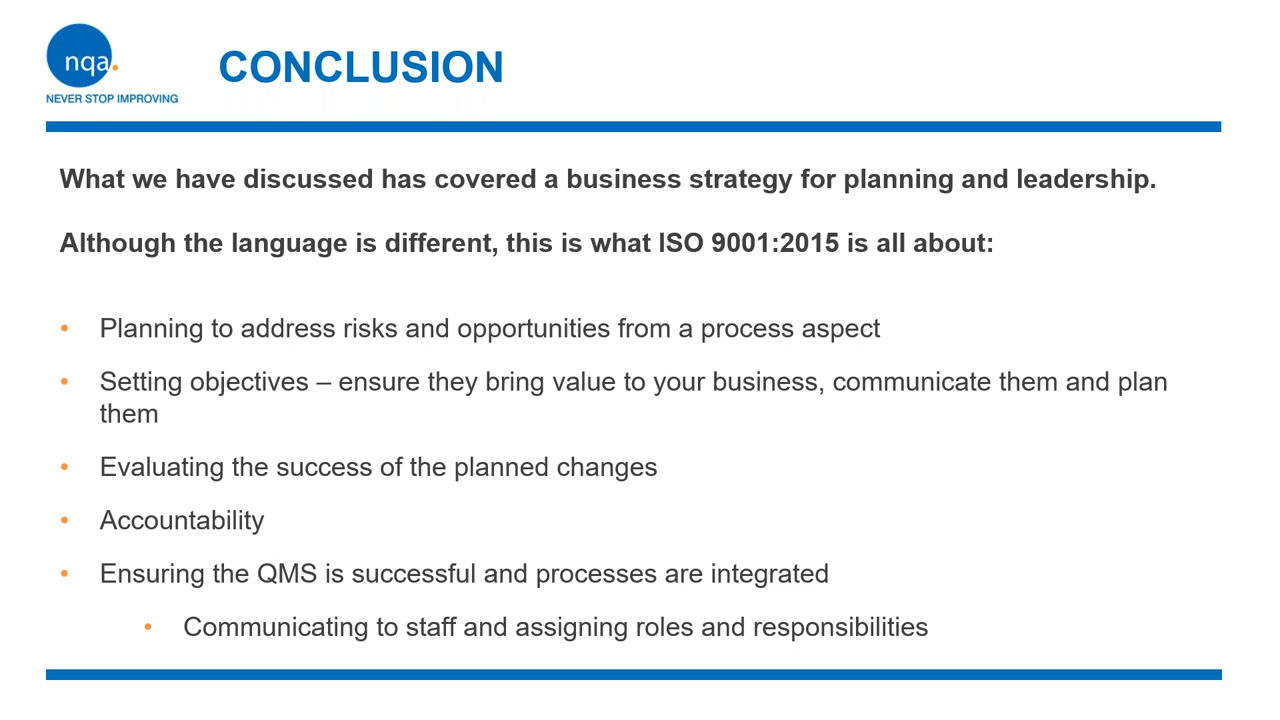 nqa.
NEVER STOP IMPROVING
CONCLUSION
What we have discussed has covered a business strategy for planning and leadership.
Although the language is different, this is what ISO 9001:2015 is all about:
• Planning to address risks and opportunities from a process aspect
• Setting objectives – ensure they bring value to your business, communicate them and plan
them
• Evaluating the success of the planned changes
• Accountability
• Ensuring the QMS is successful and processes are integrated
• Communicating to staff and assigning roles and responsibilities